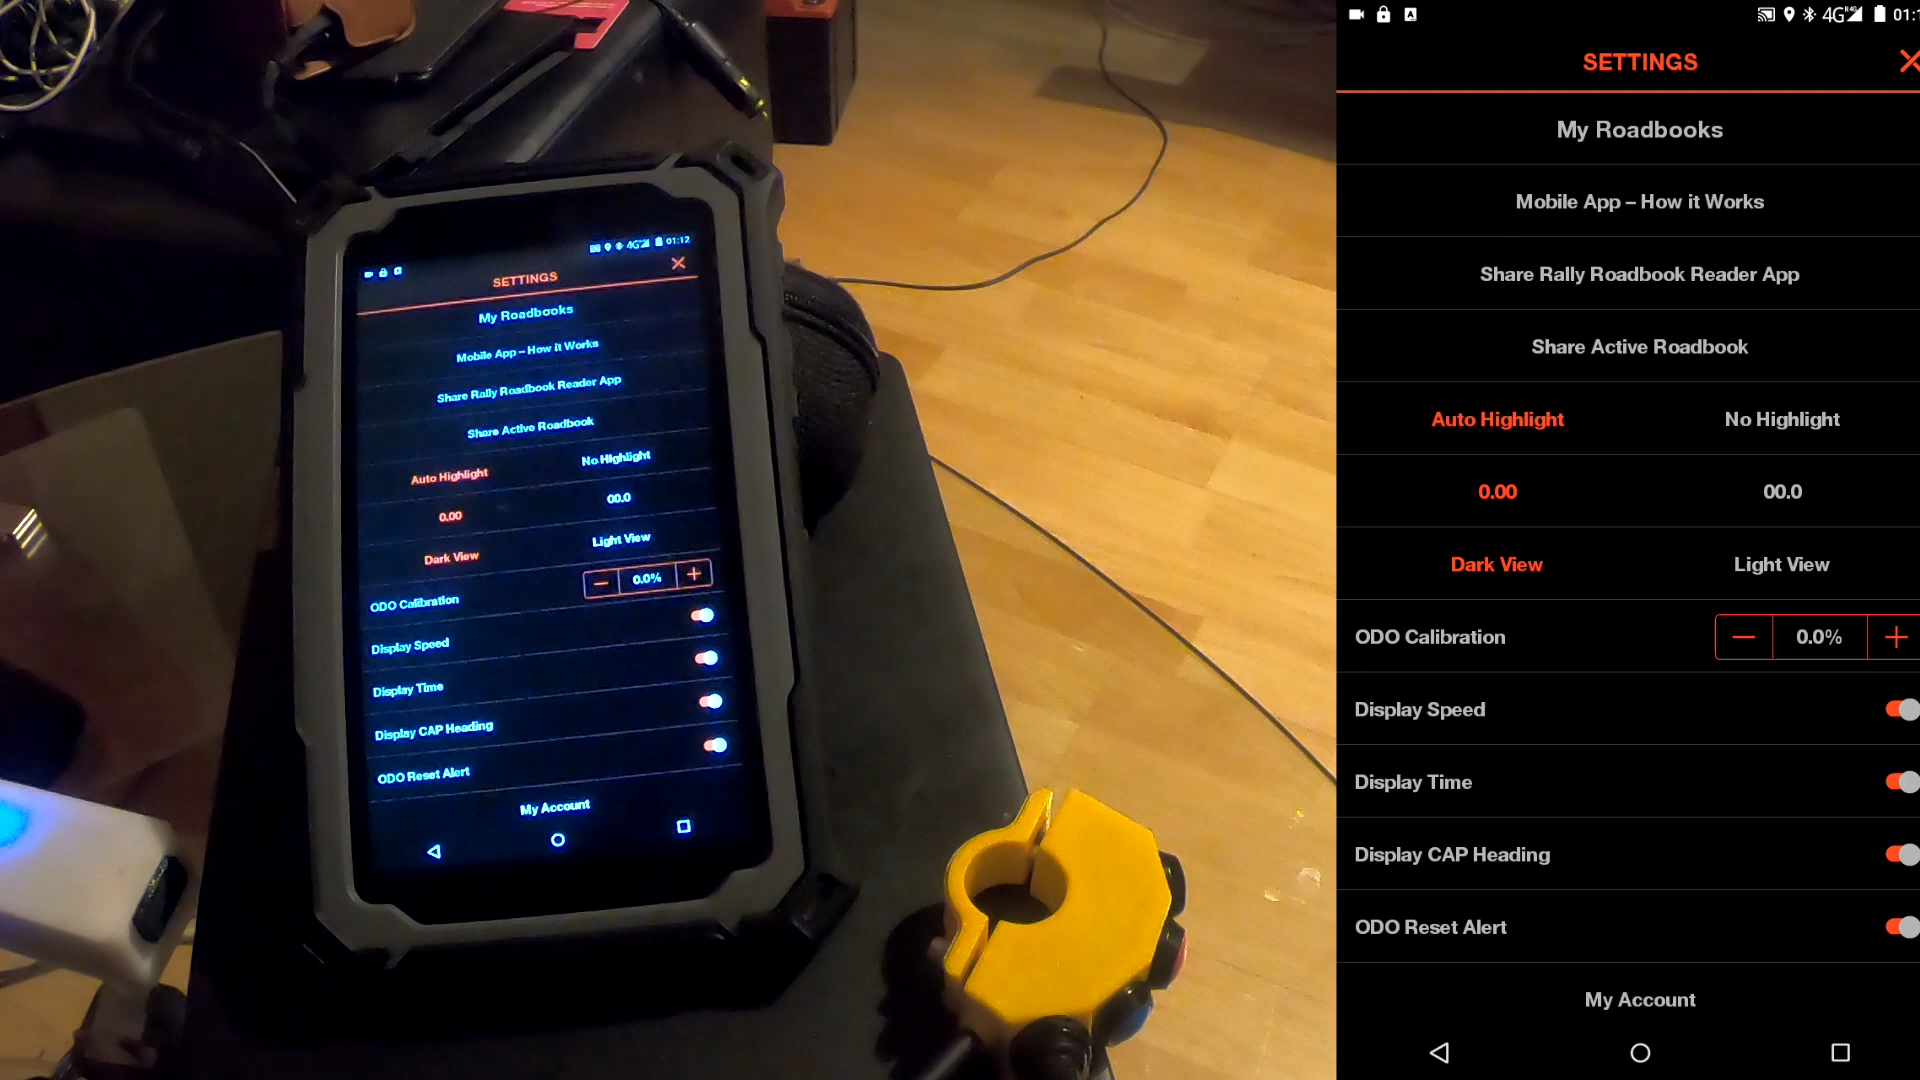 4G 01:12
SETTINGS
My Roadbooks
Mobile App – How it Works
Share Rally Roadbook Reader App
Share Active Roadbook
Auto Highlight No Highlight
0.00 00.0
Dark View Light View
ODO Calibration 0.0%
Display Speed
Display Time
Display CAP Heading
ODO Reset Alert
My Account
4G 01:1
SETTINGS
My Roadbooks
Mobile App – How it Works
Share Rally Roadbook Reader App
Share Active Roadbook
Auto Highlight No Highlight
0.00 00.0
Dark View Light View
ODO Calibration 0.0%
Display Speed
Display Time
Display CAP Heading
ODO Reset Alert
My Account